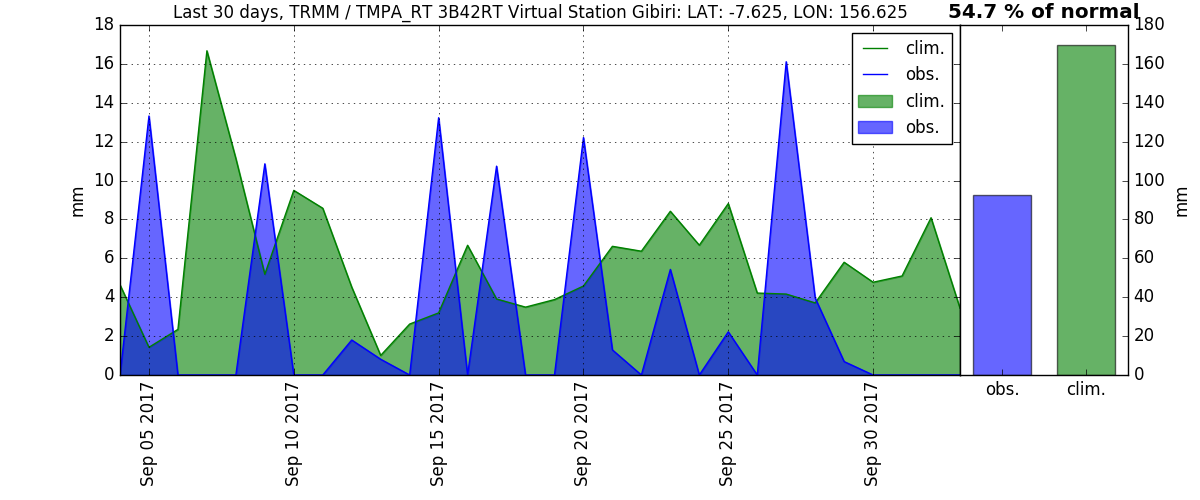 Last 30 days, TRMM / TMPA_RT 3B42RT Virtual Station Gibiri: LAT: -7.625, LON: 156.625
54.7 % of normal
18
16
14
12
10
8
6
4
2
0
mm
clim.
obs.
clim.
obs.
180
160
140
120
100
80
60
40
20
0
mm
Sep 05 2017
Sep 10 2017
Sep 15 2017
Sep 20 2017
Sep 25 2017
Sep 30 2017
obs.
clim.